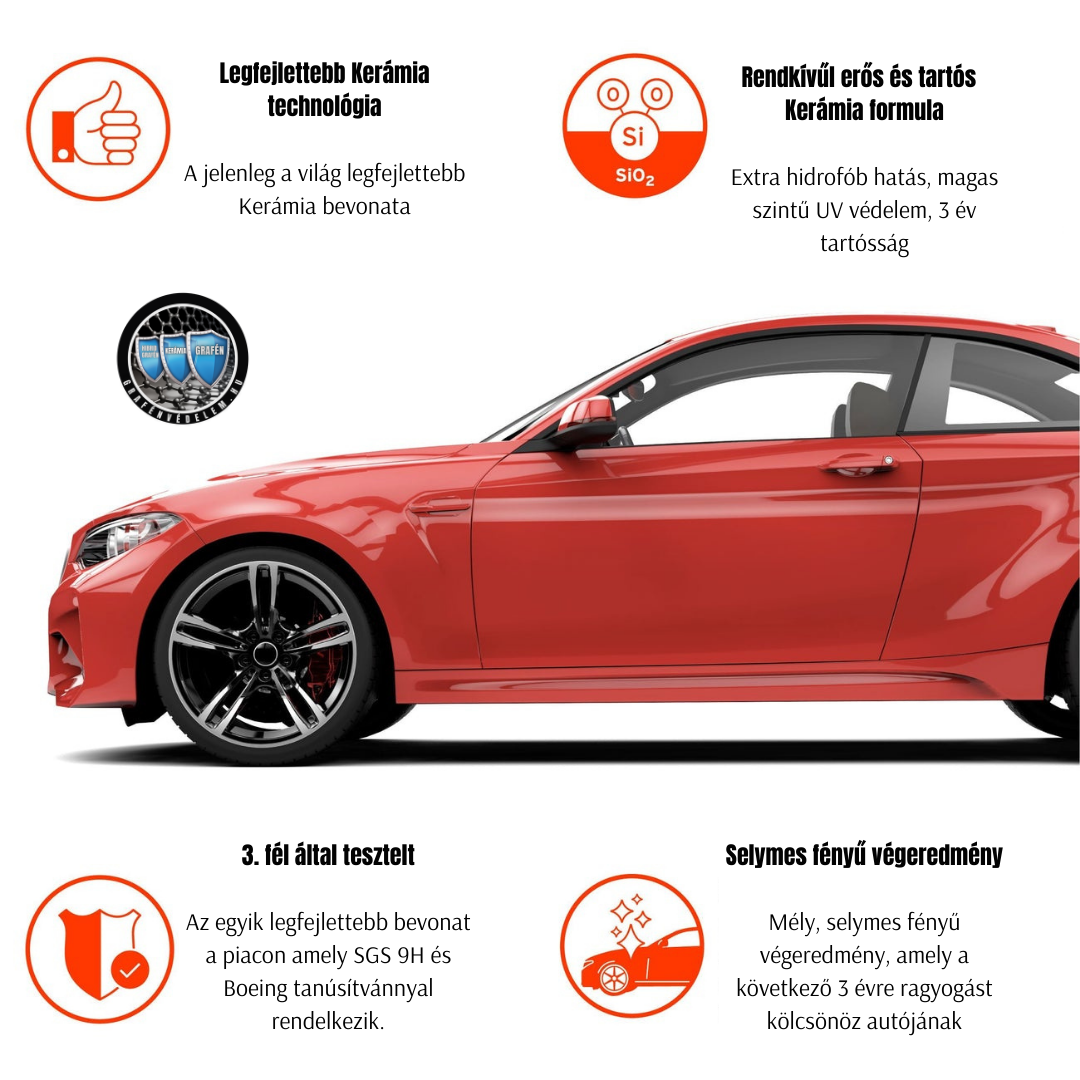 Legfejlettebb Kerámia
technológia
A jelenleg a világ legfejlettebb
Kerámia bevonata
O O
Si
SiO₂
Rendkívűl erős és tartós
Kerámia formula
Extra hidrofób hatás, magas
szintű UV védelem, 3 év
tartósság
HIBRID
GRAFÉN
KERÁMIA
GRAFÉN
GRAFENVÉDELEM.HU
3. fél által tesztelt
Az egyik legfejlettebb bevonat
a piacon amely SGS 9H és
Boeing tanúsítvánnyal
rendelkezik.
Selymes fényű végeredmény
Mély, selymes fényű
végeredmény, amely a
következő 3 évre ragyogást
kölcsönöz autójának